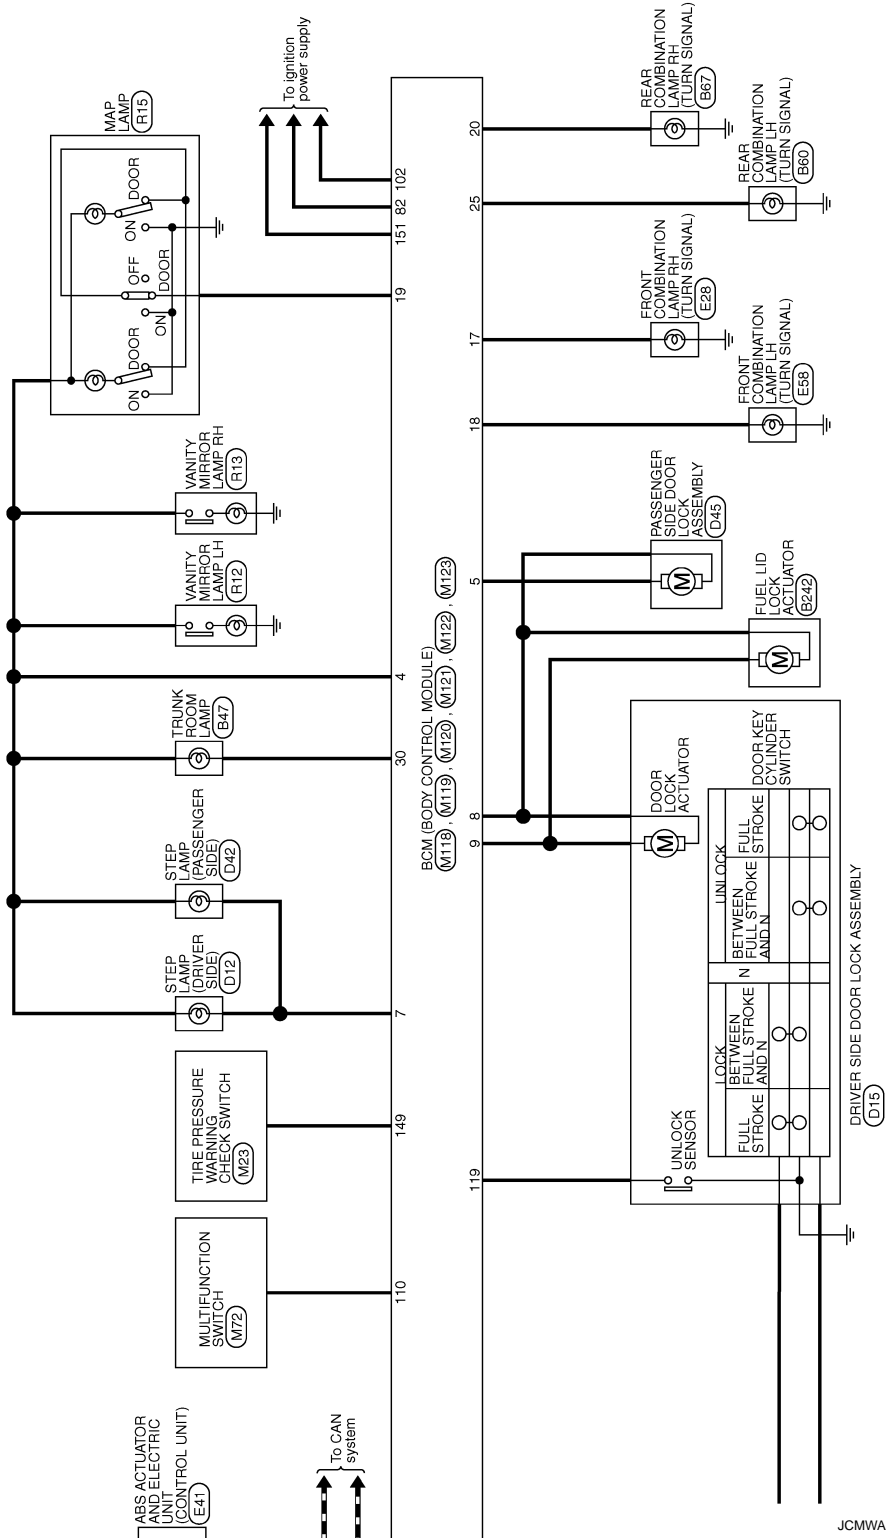 MAP
LAMP
R15
DOOR
ON
OFF
DOOR
ON
DOOR
ON
To ignition
power supply
102
82
151
19
VANITY
MIRROR
LAMP RH
R13
VANITY
MIRROR
LAMP LH
R12
4
TRUNK
ROOM
LAMP
B47
30
STEP
LAMP
(PASSENGER
SIDE)
D42
STEP
LAMP
(DRIVER
SIDE)
D12
7
TIRE PRESSURE
WARNING
CHECK SWITCH
M23
149
MULTIFUNCTION
SWITCH
M72
110
ABS ACTUATOR
AND ELECTRIC
UNIT
(CONTROL UNIT)
E41
To CAN
system
BCM (BODY CONTROL MODULE)
M118 , M119 , M120 , M121 , M122 , M123
20
REAR
COMBINATION
LAMP RH
(TURN SIGNAL)
B67
25
REAR
COMBINATION
LAMP LH
(TURN SIGNAL)
B60
17
FRONT
COMBINATION
LAMP RH
(TURN SIGNAL)
E28
18
FRONT
COMBINATION
LAMP LH
(TURN SIGNAL)
E58
5
PASSENGER
SIDE DOOR
LOCK
ASSEMBLY
D45
M
FUEL LID
LOCK
ACTUATOR
B242
M
8
9
DOOR
LOCK
ACTUATOR
M
DOOR KEY
CYLINDER
SWITCH
UNLOCK
FULL
STROKE
BETWEEN
FULL STROKE
AND N
N
LOCK
BETWEEN
FULL STROKE
AND N
FULL
STROKE
119
UNLOCK
SENSOR
DRIVER SIDE DOOR LOCK ASSEMBLY
D15
JCMWA